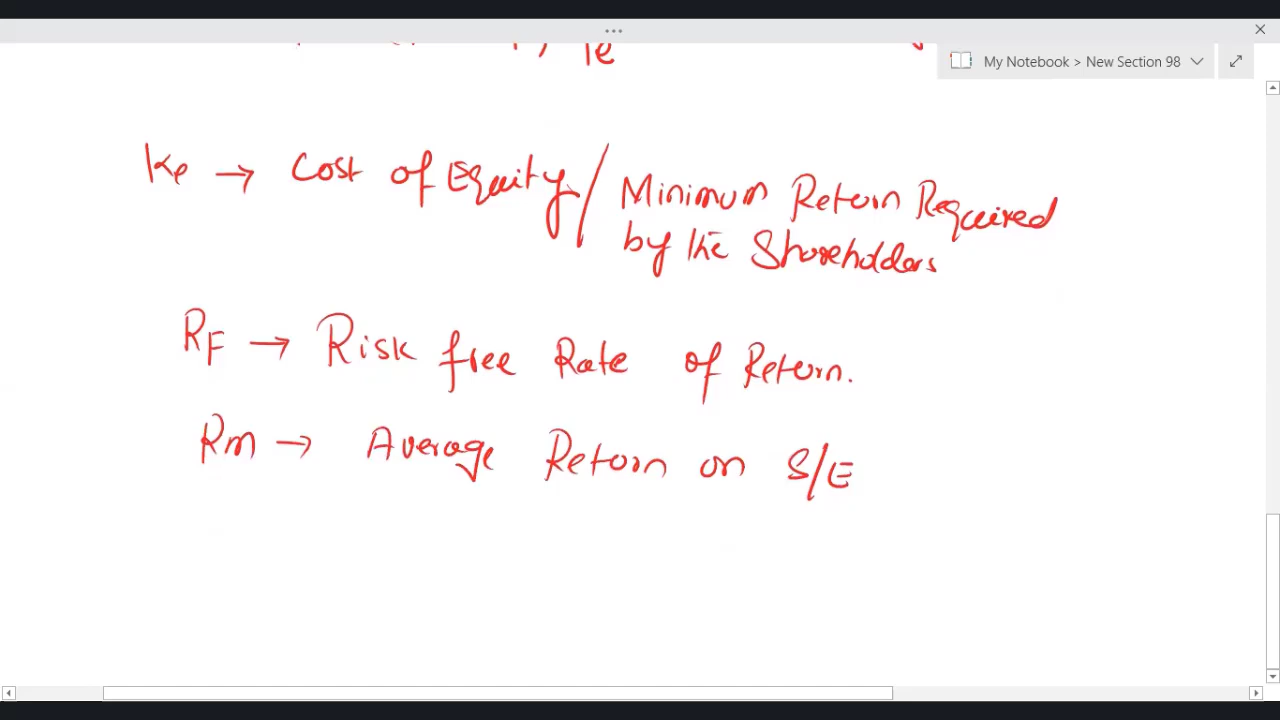 My Notebook > New Section 98
Ke → Cost of Equity / Minimum Return Required
by the Shareholders
RF → Risk free Rate of Return.
Rm → Average Return on S/E